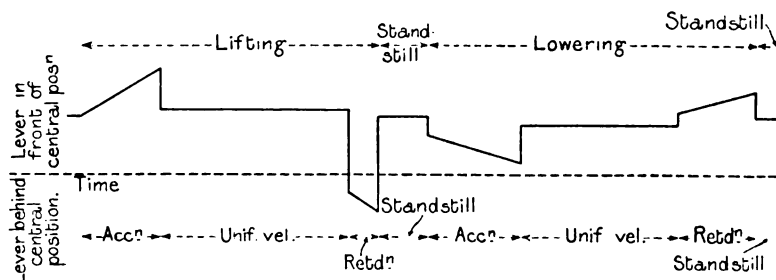 Standstill
Lifting
Stand-
still
Lowering
Lever in
front of
central posⁿ
Time
Lever behind
central
position.
Standstill
Accⁿ
Unif. vel.
Retdⁿ
Accⁿ
Unif vel.
Retdⁿ
Standstill